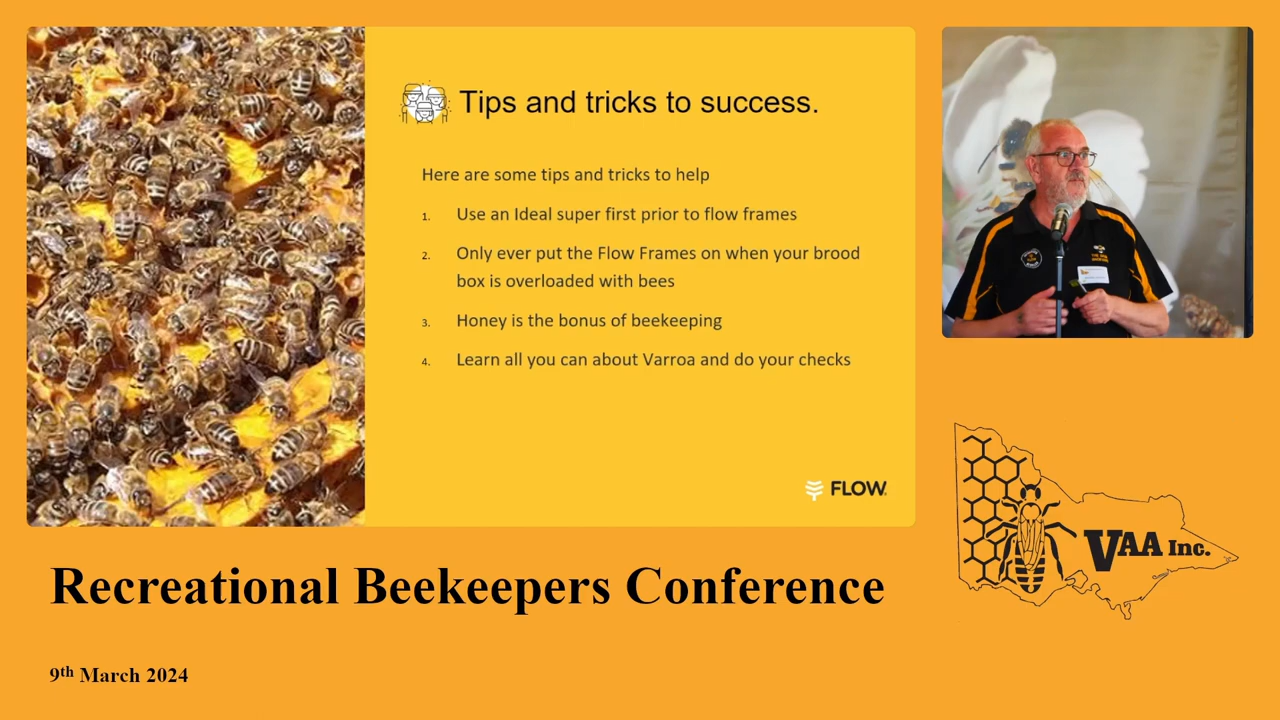 Tips and tricks to success.
Here are some tips and tricks to help
1. Use an Ideal super first prior to flow frames
2. Only ever put the Flow Frames on when your brood
box is overloaded with bees
3. Honey is the bonus of beekeeping
4. Learn all you can about Varroa and do your checks
FLOW
VAA Inc.
Recreational Beekeepers Conference
9th March 2024